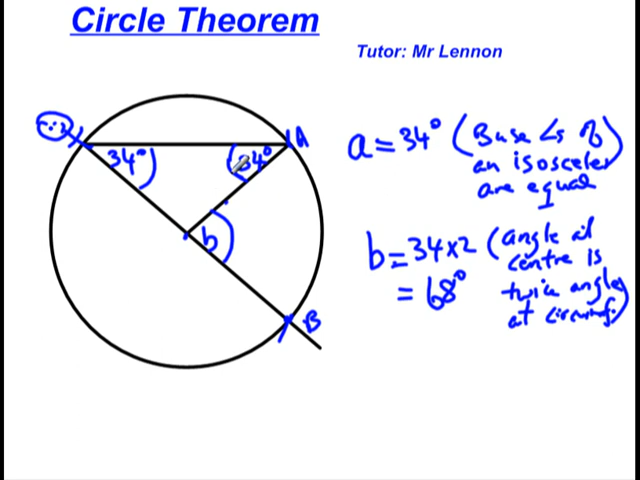 Circle Theorem
Tutor: Mr Lennon
A
34°
34°
b
B
a = 34° (Base ∠s of
an isosceles
are equal
b = 34 × 2 (angle at
centre is
= 68° twice angle
at circumf.)